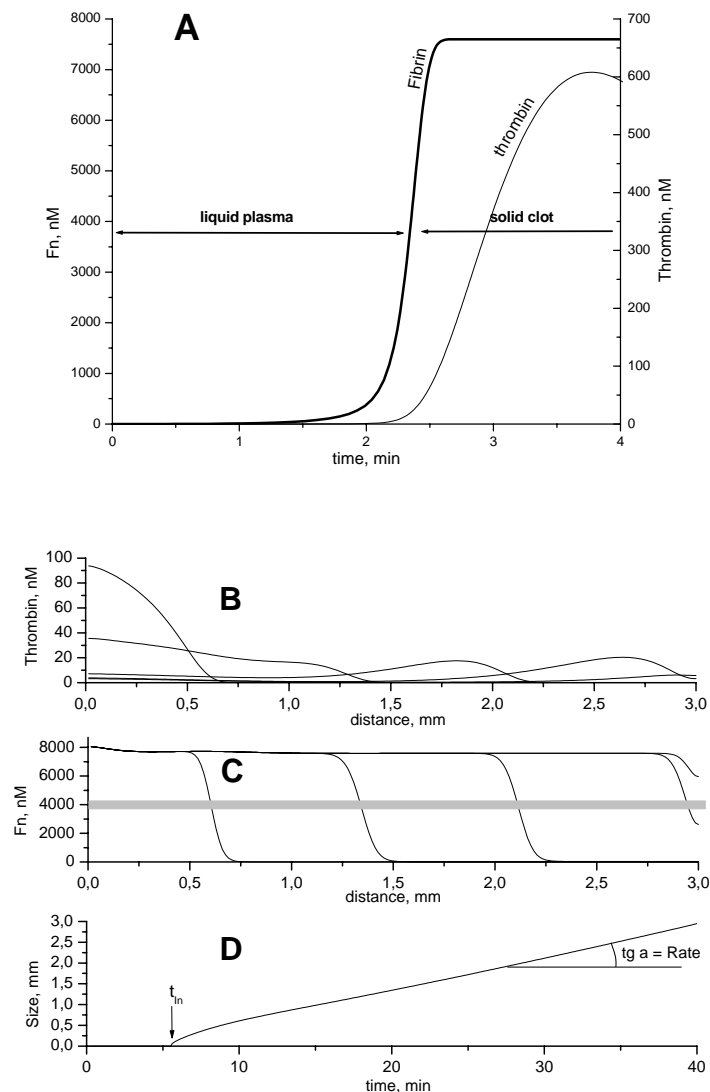 A
8000
7000
6000
5000
4000
3000
2000
1000
0
Fn, nM
700
600
500
400
300
200
100
0
Thrombin, nM
Fibrin
thrombin
liquid plasma
solid clot
0 1 2 3 4
time, min
B
100
80
60
40
20
0
Thrombin, nM
0,0 0,5 1,0 1,5 2,0 2,5 3,0
distance, mm
C
8000
6000
4000
2000
0
Fn, nM
0,0 0,5 1,0 1,5 2,0 2,5 3,0
distance, mm
D
3,0
2,5
2,0
1,5
1,0
0,5
0,0
Size, mm
t_In
tg a = Rate
0 10 20 30 40
time, min